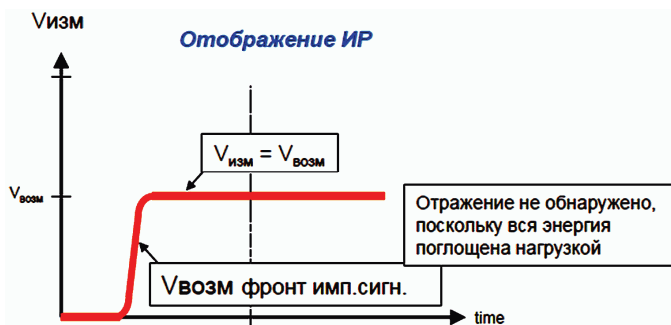 Vизм
Отображение ИР
Vизм = Vвозм
Vвозм
Отражение не обнаружено,
поскольку вся энергия
поглощена нагрузкой
Vвозм фронт имп.сигн.
time